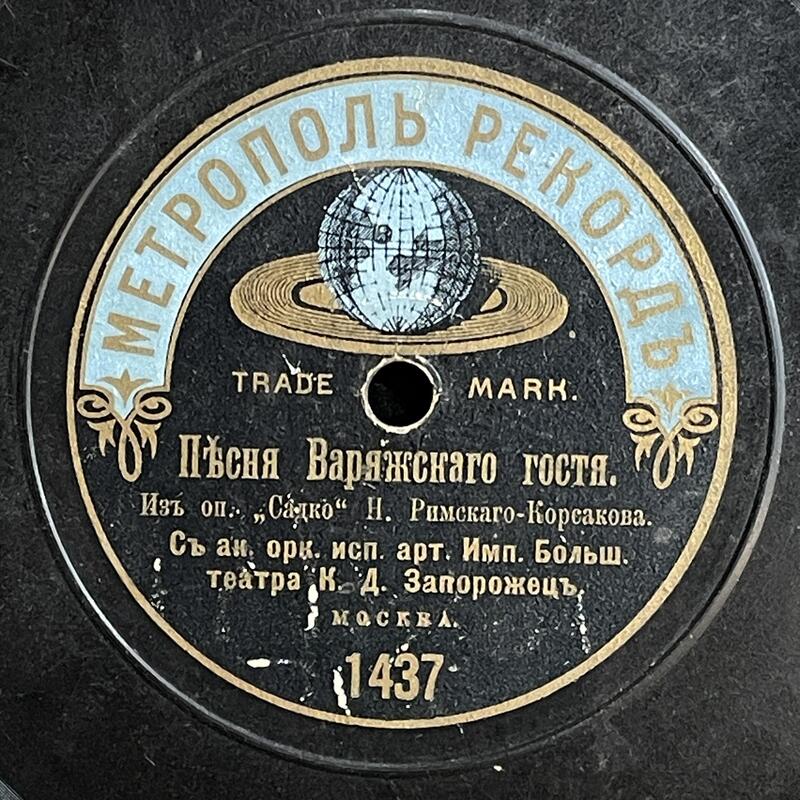 МЕТРОПОЛЬ РЕКОРДЪ
TRADE MARK.
Пѣсня Варяжскаго гостя.
Изъ оп. „Садко“ Н. Римскаго-Корсакова.
Съ ак. орк. исп. арт. Имп. Больш.
театра К. Д. Запорожецъ.
МОСКВА.
1437